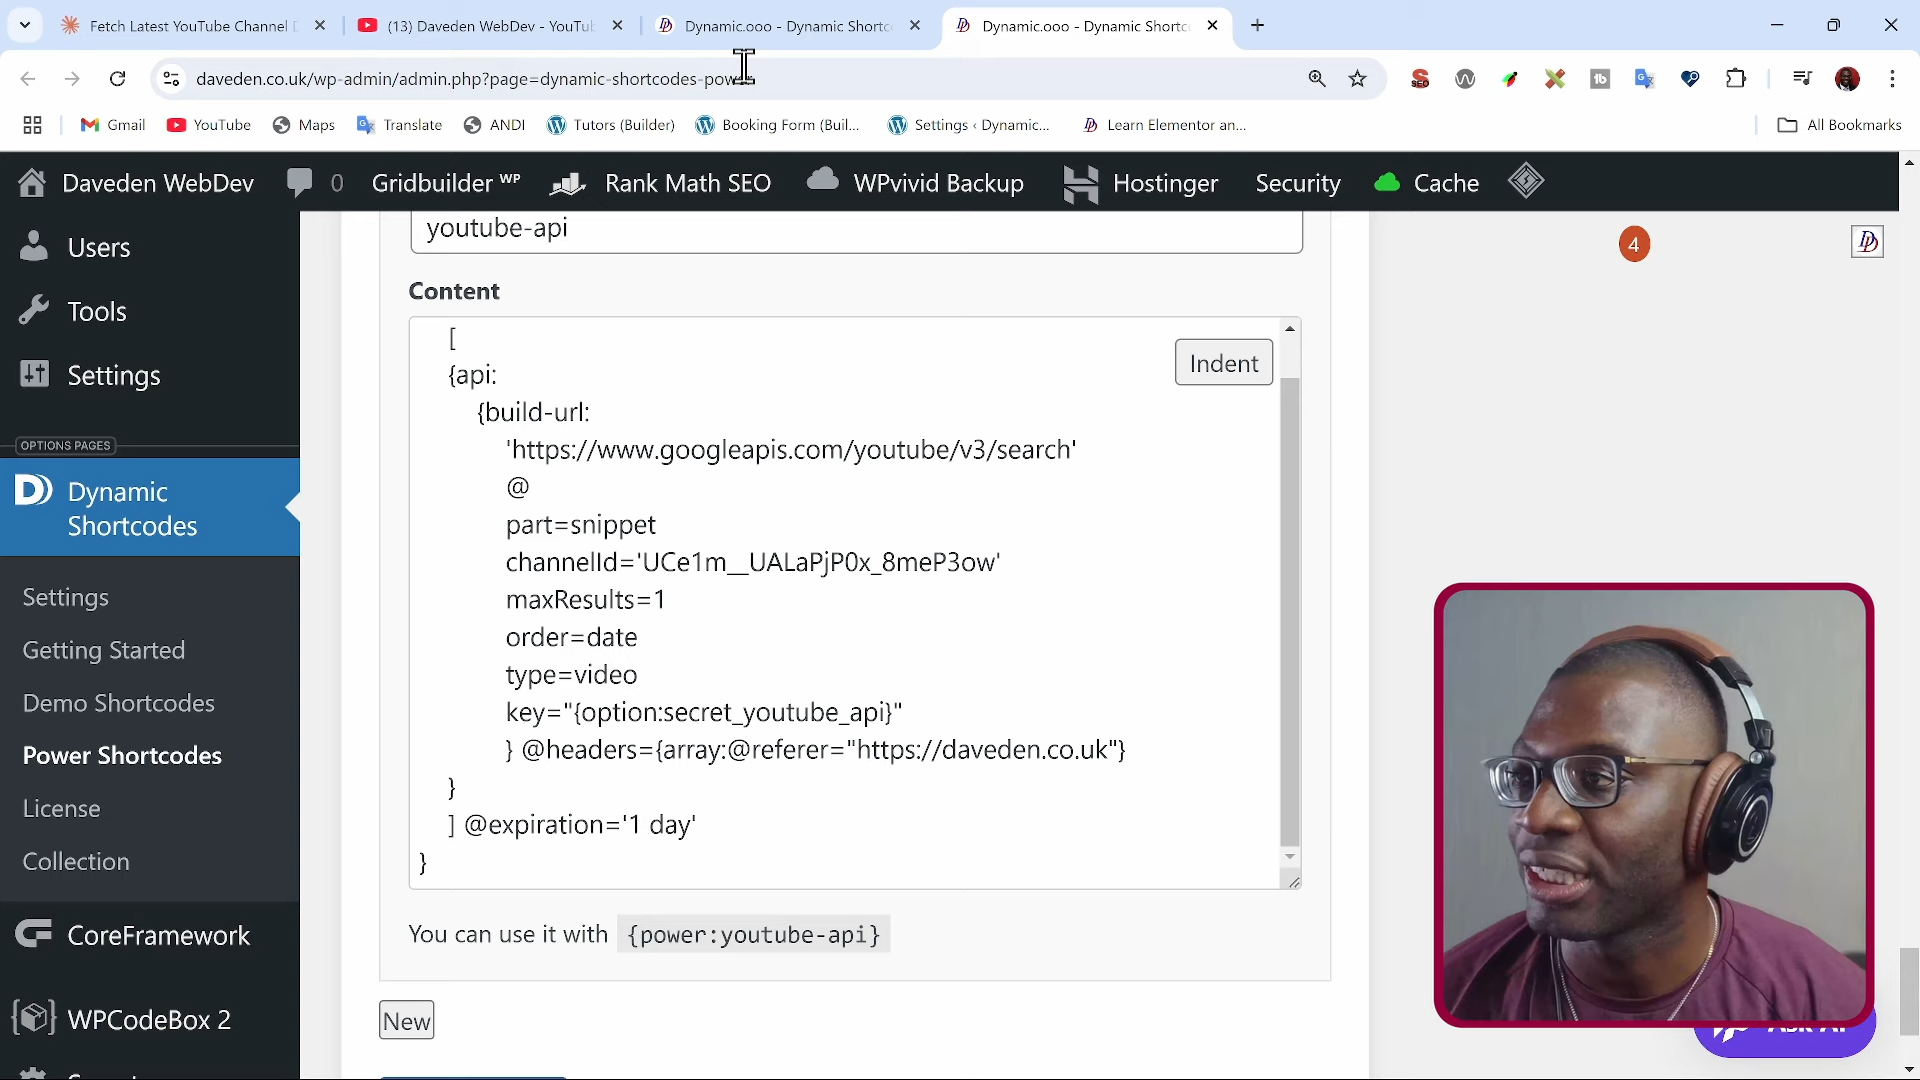 Fetch Latest YouTube Channel D
(13) Daveden WebDev - YouTu
Dynamic.ooo - Dynamic Shortc
Dynamic.ooo - Dynamic Shortc
daveden.co.uk/wp-admin/admin.php?page=dynamic-shortcodes-pow
Gmail
YouTube
Maps
Translate
ANDI
Tutors (Builder)
Booking Form (Buil...
Settings ‹ Dynamic...
Learn Elementor an...
All Bookmarks
Daveden WebDev
0
Gridbuilder WP
Rank Math SEO
WPvivid Backup
Hostinger
Security
Cache
Users
Tools
Settings
OPTIONS PAGES
Dynamic
Shortcodes
Settings
Getting Started
Demo Shortcodes
Power Shortcodes
License
Collection
CoreFramework
WPCodeBox 2
youtube-api
4
Content
Indent
[
{api:
{build-url:
'https://www.googleapis.com/youtube/v3/search'
@
part=snippet
channelId='UCe1m__UALaPjP0x_8meP3ow'
maxResults=1
order=date
type=video
key="{option:secret_youtube_api}"
} @headers={array:@referer="https://daveden.co.uk"}
}
] @expiration='1 day'
}
You can use it with {power:youtube-api}
New